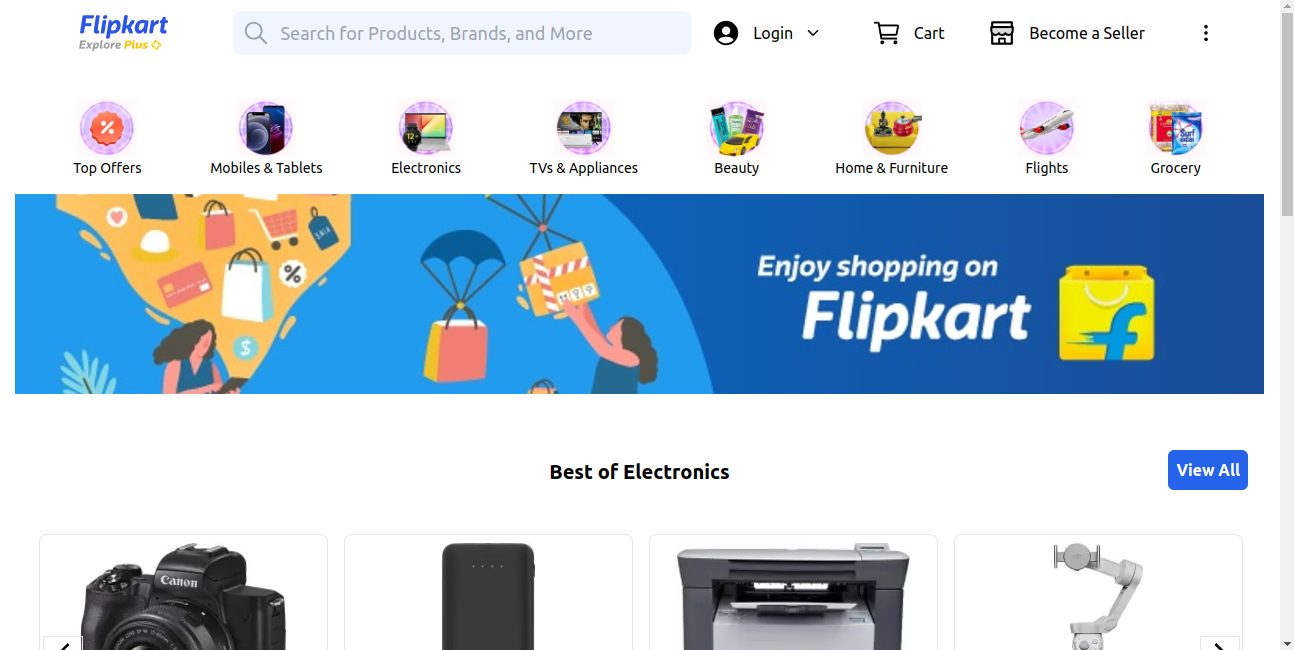 Flipkart
Explore Plus
Search for Products, Brands, and More
Login
Cart
Become a Seller
Top Offers
Mobiles & Tablets
Electronics
TVs & Appliances
Beauty
Home & Furniture
Flights
Grocery
SALE
%
$
Enjoy shopping on
Flipkart
Best of Electronics
View All
Canon